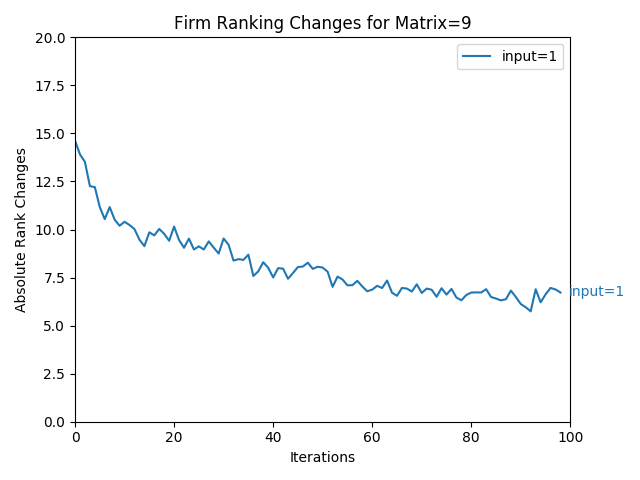 Firm Ranking Changes for Matrix=9
20.0
17.5
15.0
12.5
10.0
7.5
5.0
2.5
0.0
Absolute Rank Changes
input=1
input=1
0 20 40 60 80 100
Iterations